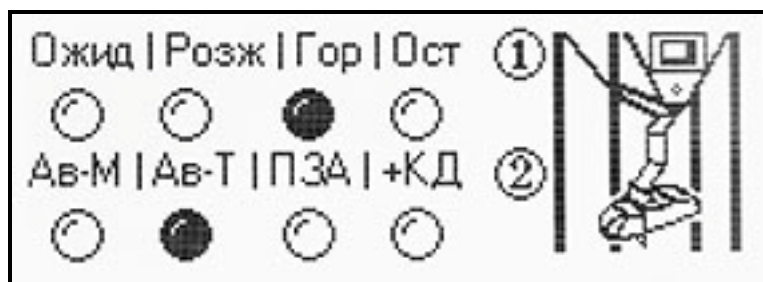 Ожид | Розж | Гор | Ост ①
Ав-М | Ав-Т | ПЗА | +КД ②